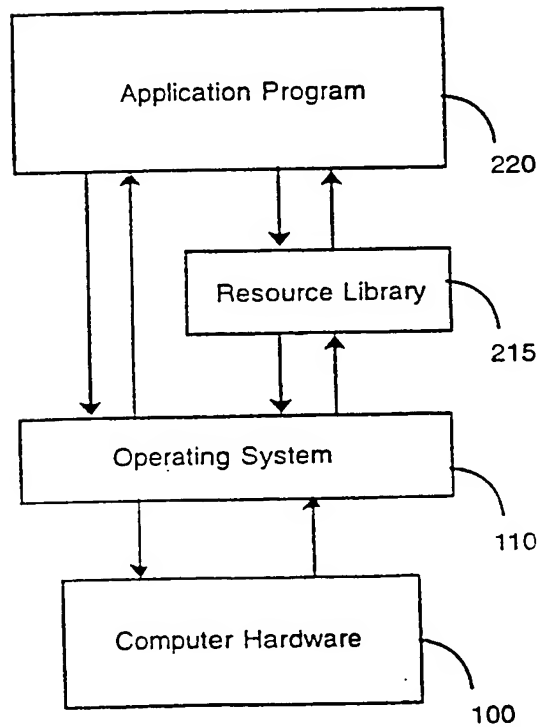 Application Program
220
Resource Library
215
Operating System
110
Computer Hardware
100